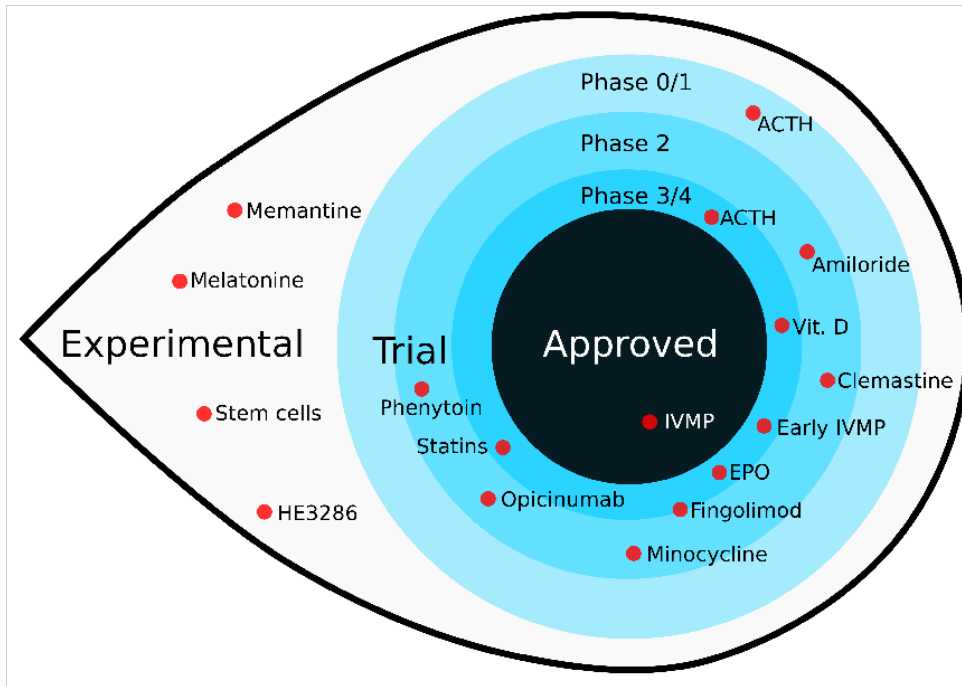 Phase 0/1
ACTH
Phase 2
Phase 3/4
Memantine
ACTH
Amiloride
Melatonine
Vit. D
Experimental
Trial
Approved
Clemastine
Phenytoin
Stem cells
IVMP
Early IVMP
Statins
EPO
Opicinumab
Fingolimod
HE3286
Minocycline